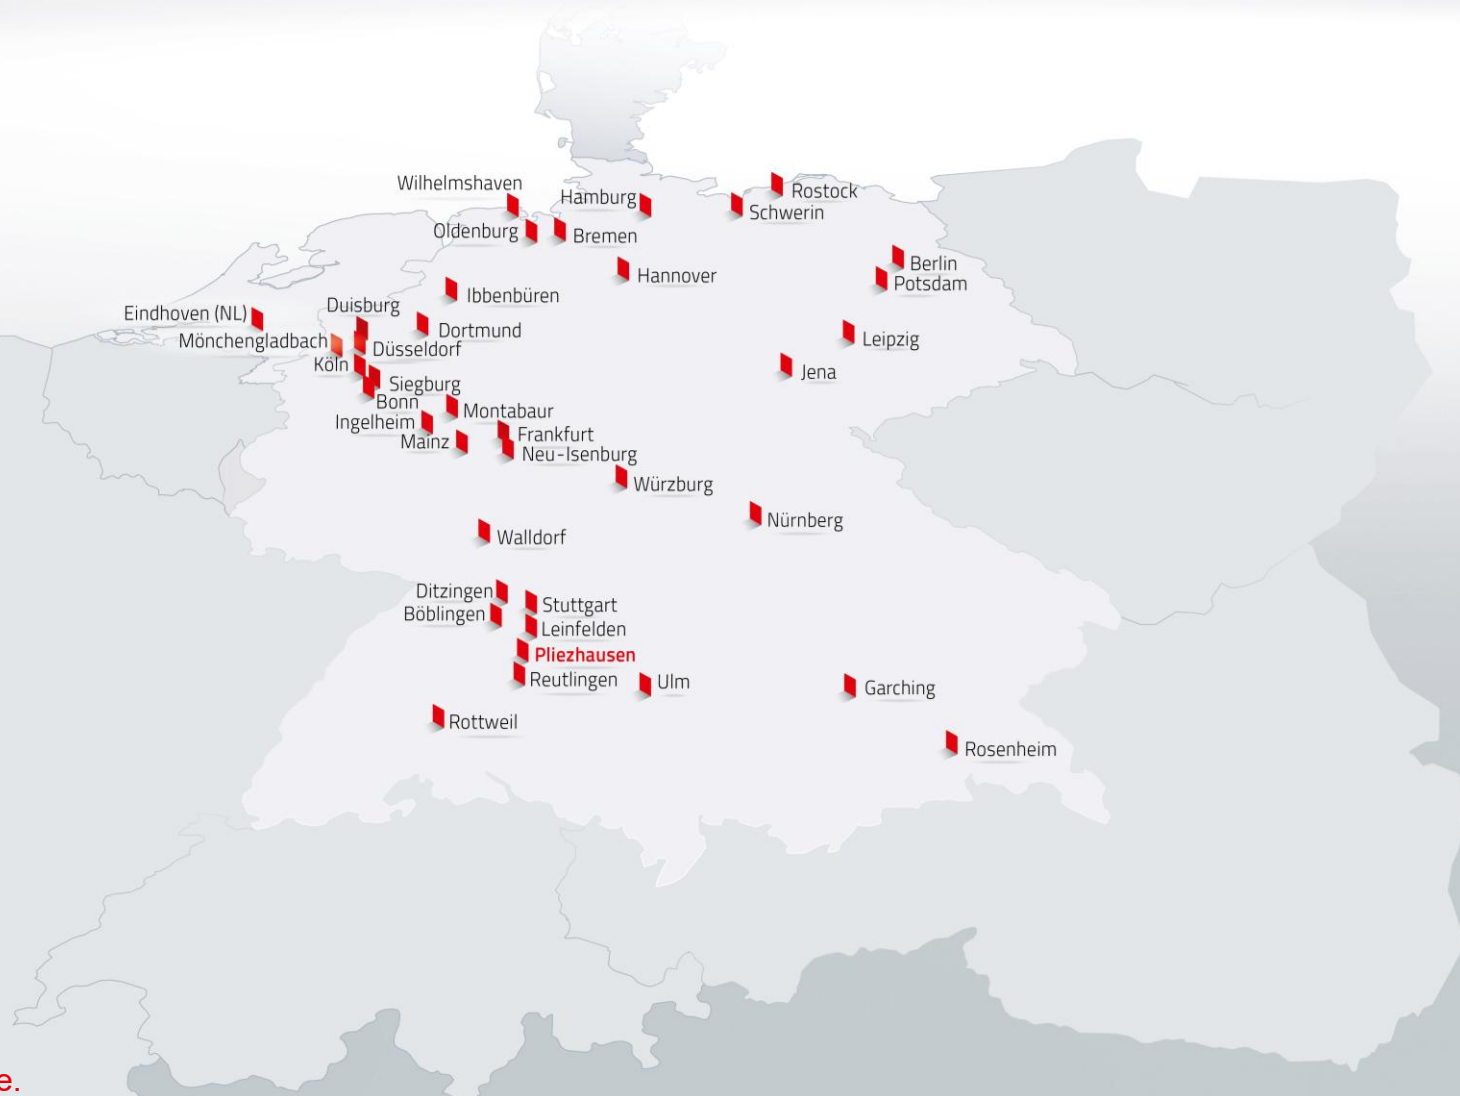 Wilhelmshaven
Hamburg
Rostock
Schwerin
Oldenburg
Bremen
Berlin
Hannover
Potsdam
Ibbenbüren
Duisburg
Eindhoven (NL)
Dortmund
Mönchengladbach
Leipzig
Düsseldorf
Köln
Jena
Siegburg
Bonn
Montabaur
Ingelheim
Frankfurt
Mainz
Neu-Isenburg
Würzburg
Nürnberg
Walldorf
Ditzingen
Stuttgart
Böblingen
Leinfelden
Pliezhausen
Reutlingen
Ulm
Garching
Rottweil
Rosenheim
e.